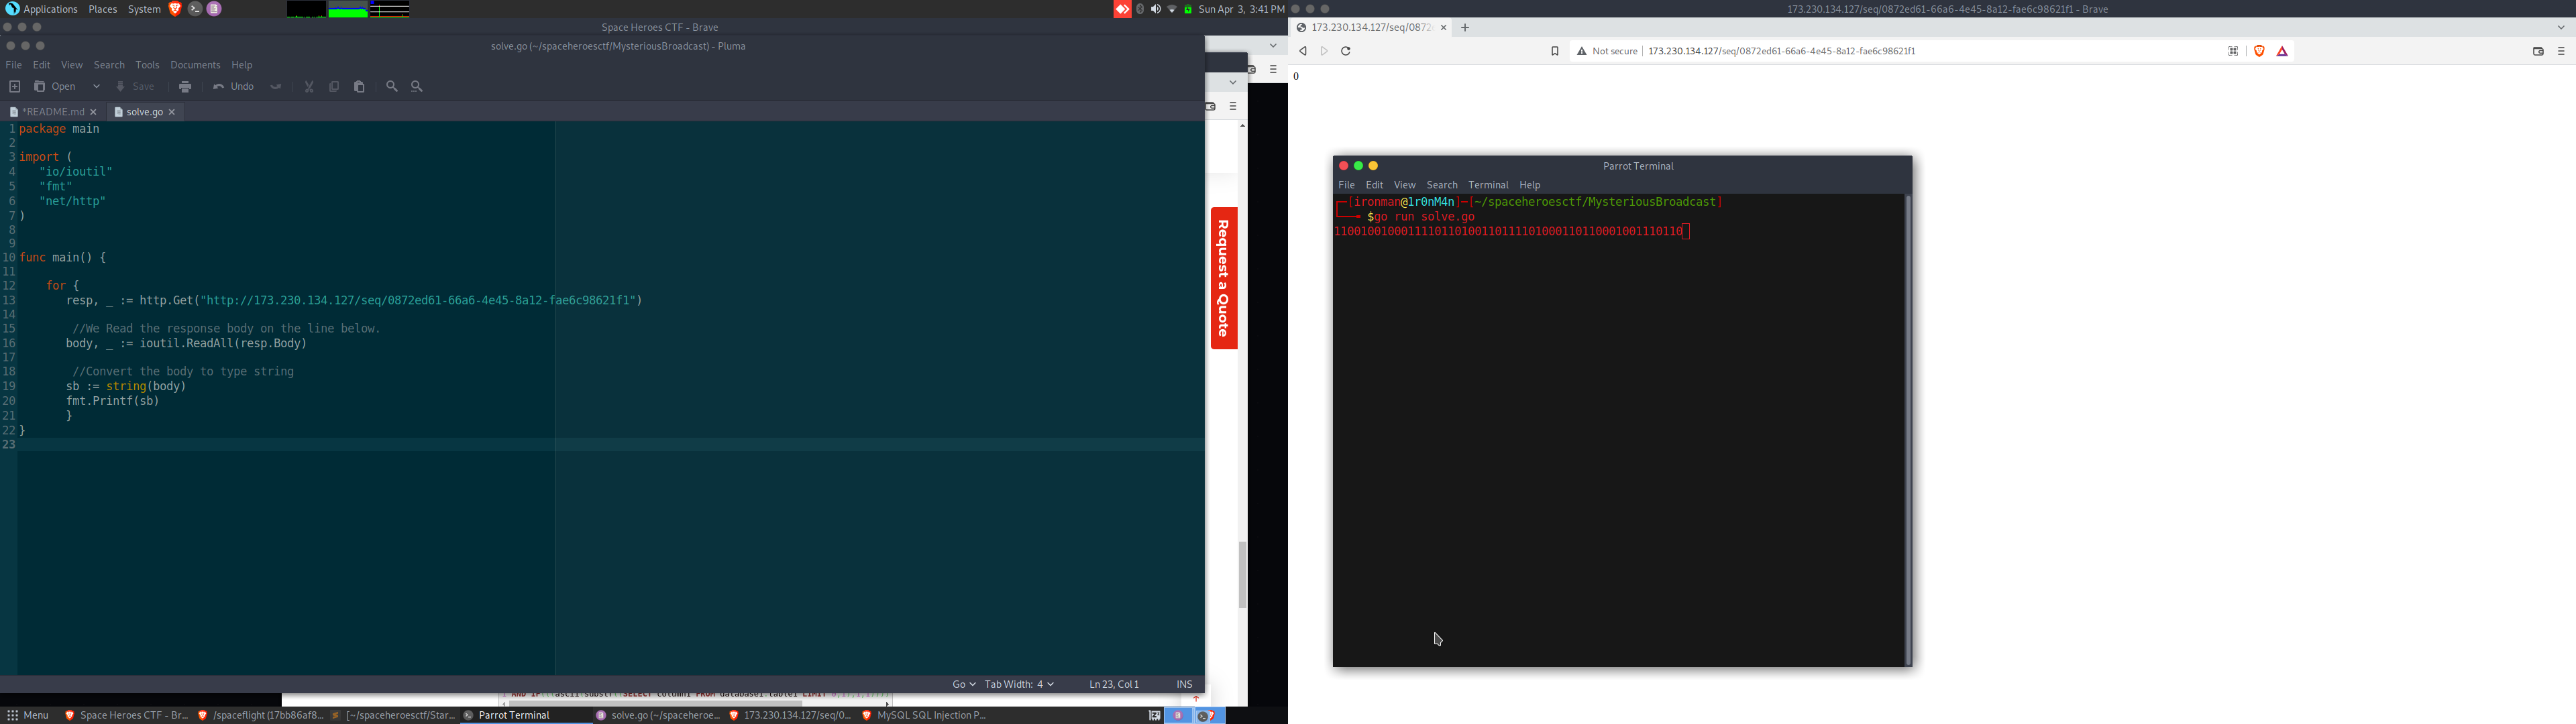 Applications Places System
Sun Apr 3, 3:41 PM
Space Heroes CTF - Brave
solve.go (~/spaceheroesctf/MysteriousBroadcast) - Pluma
File Edit View Search Tools Documents Help
Open Save Undo
*README.md solve.go
1 package main
2
3 import (
4 "io/ioutil"
5 "fmt"
6 "net/http"
7 )
8
9
10 func main() {
11
12 for {
13 resp, _ := http.Get("http://173.230.134.127/seq/0872ed61-66a6-4e45-8a12-fae6c98621f1")
14
15 //We Read the response body on the line below.
16 body, _ := ioutil.ReadAll(resp.Body)
17
18 //Convert the body to type string
19 sb := string(body)
20 fmt.Printf(sb)
21 }
22 }
23
Go Tab Width: 4 Ln 23, Col 1 INS
Request a Quote
173.230.134.127/seq/0872ed61-66a6-4e45-8a12-fae6c98621f1 - Brave
173.230.134.127/seq/0872
Not secure 173.230.134.127/seq/0872ed61-66a6-4e45-8a12-fae6c98621f1
0
Parrot Terminal
File Edit View Search Terminal Help
[ironman@1r0nM4n]-[~/spaceheroesctf/MysteriousBroadcast]
$go run solve.go
1100100100011110110100110111101000110110001001110110
Menu Space Heroes CTF - Br... /spaceflight (17bb86af8... [~/spaceheroesctf/Star... Parrot Terminal solve.go (~/spaceheroe... 173.230.134.127/seq/0... MySQL SQL Injection P...